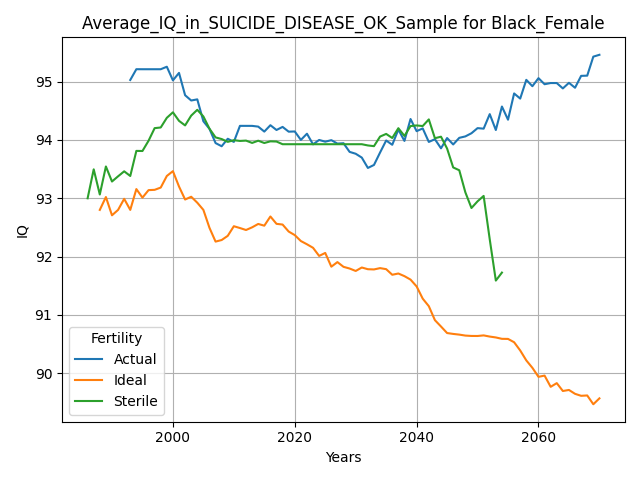 Average_IQ_in_SUICIDE_DISEASE_OK_Sample for Black_Female
IQ
95
94
93
92
91
90
Fertility
Actual
Ideal
Sterile
2000
2020
2040
2060
Years